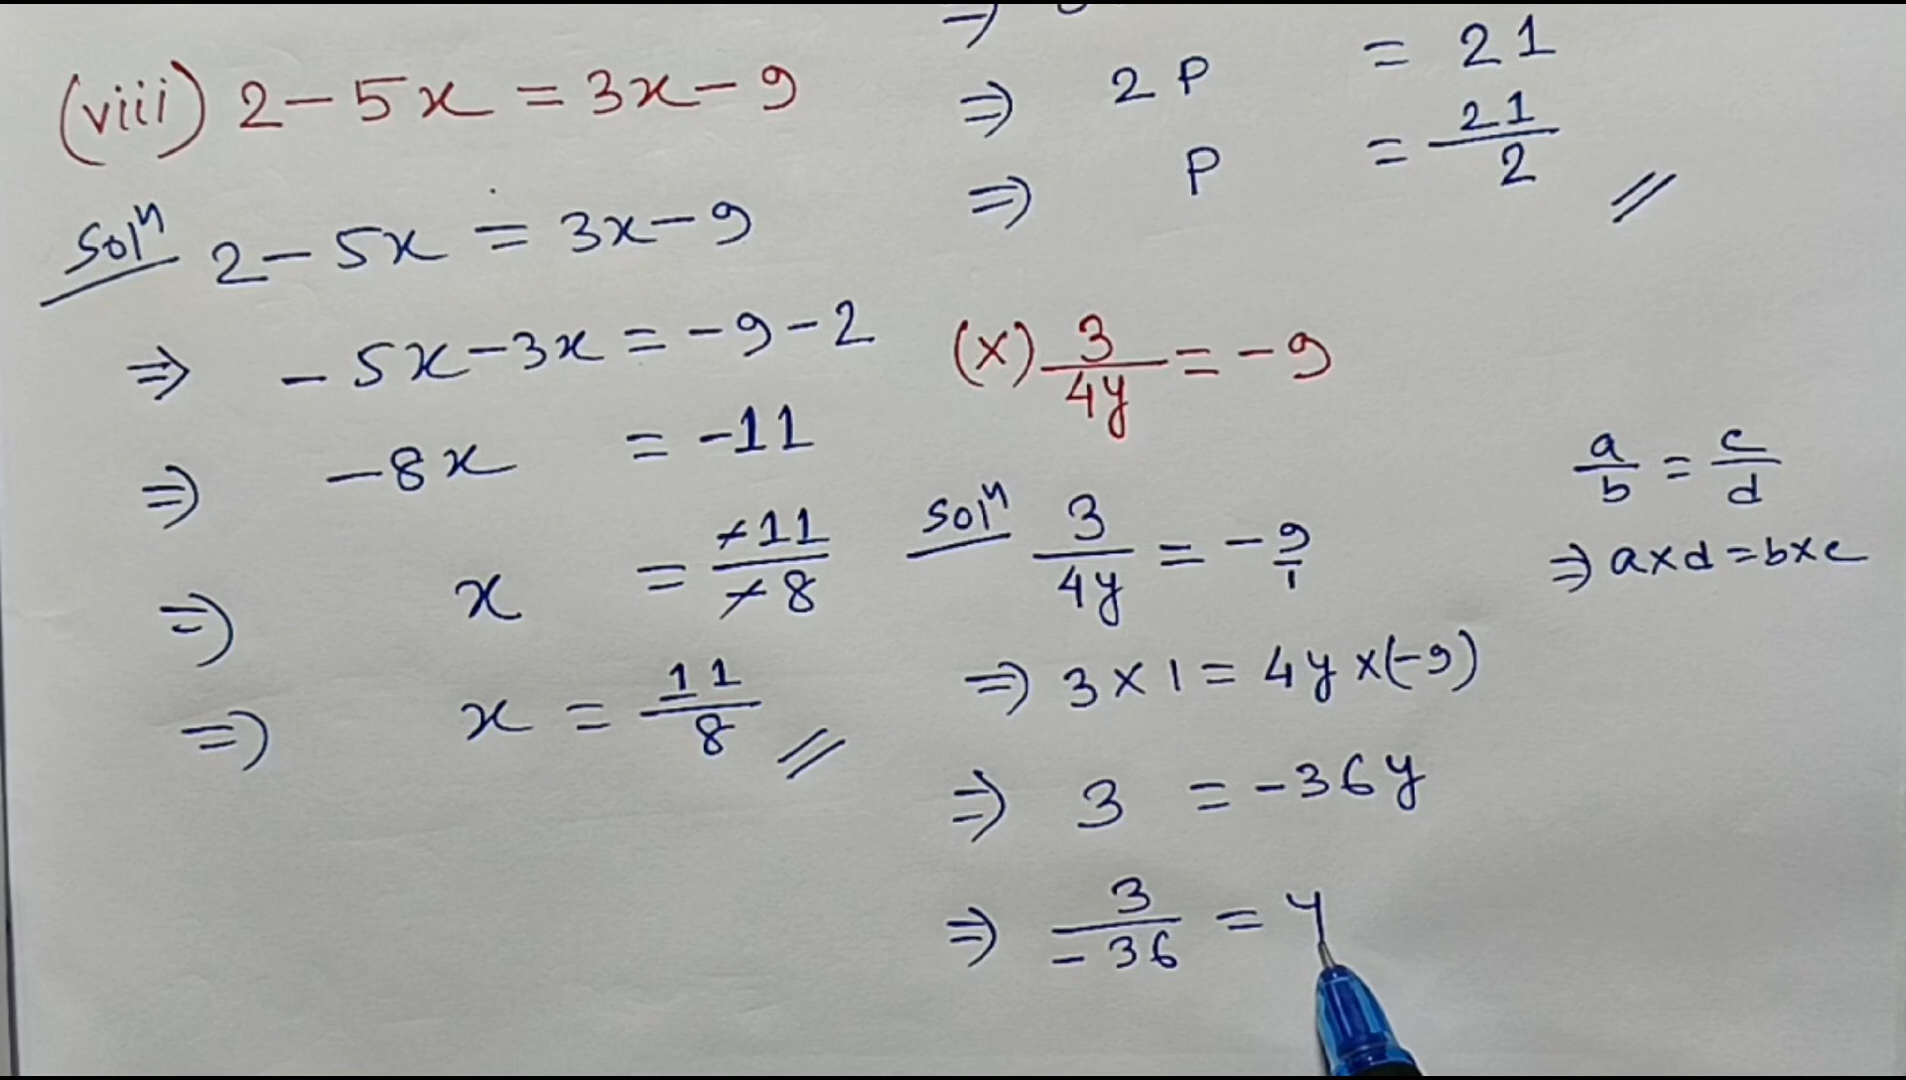 (viii) 2 - 5x = 3x - 9
Solⁿ 2 - 5x = 3x - 9
⇒ - 5x - 3x = -9 - 2
⇒ -8x = -11
⇒ x = -11/-8
⇒ x = 11/8 //
⇒ 2P = 21
⇒ P = 21/2 //
(x) 3/4y = -9
Solⁿ 3/4y = -9/1
⇒ 3 × 1 = 4y × (-9)
⇒ 3 = -36y
⇒ 3/-36 = y
a/b = c/d
⇒ a×d = b×c